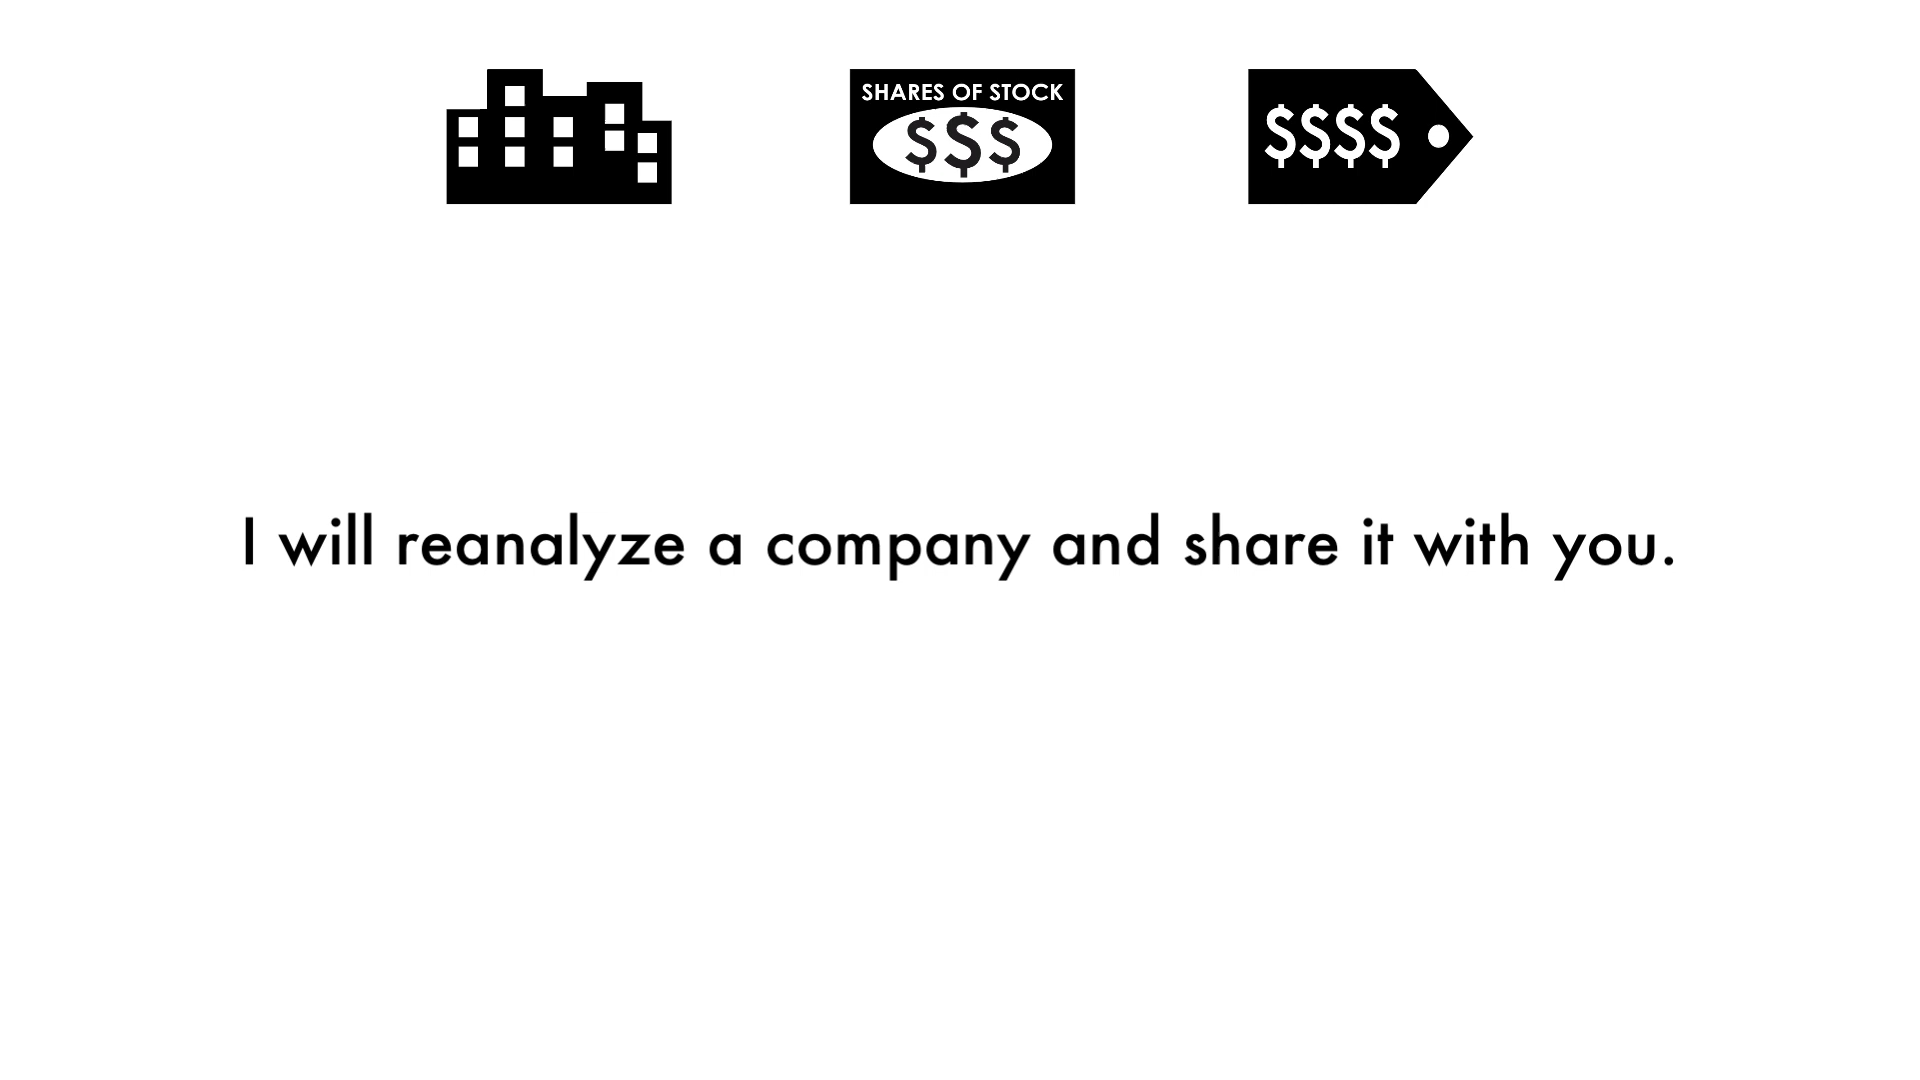 SHARES OF STOCK
$$$
$$$$
I will reanalyze a company and share it with you.